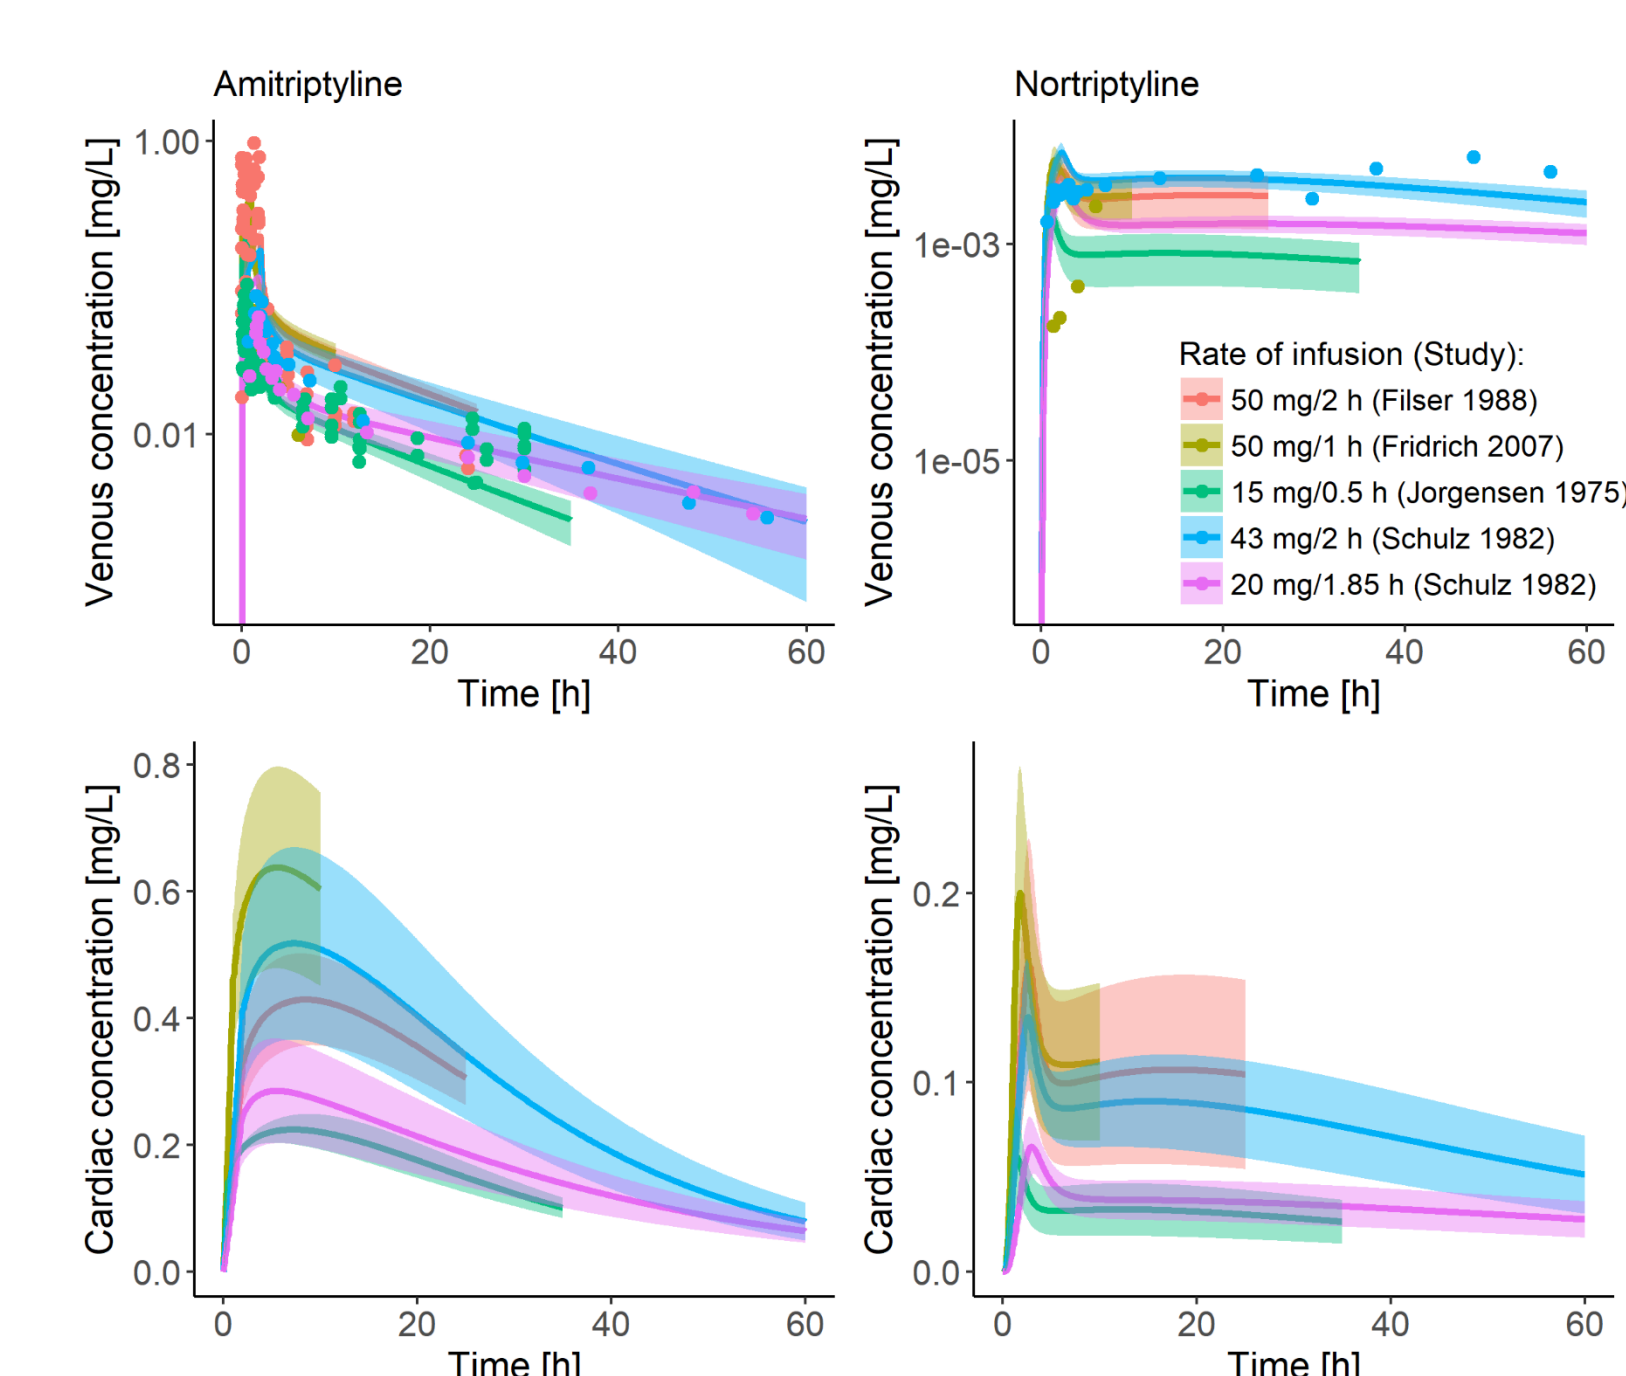 Amitriptyline
Nortriptyline
Venous concentration [mg/L]
1.00
0.01
0
20
40
60
Time [h]
Venous concentration [mg/L]
1e-03
1e-05
Rate of infusion (Study):
50 mg/2 h (Filser 1988)
50 mg/1 h (Fridrich 2007)
15 mg/0.5 h (Jorgensen 1975)
43 mg/2 h (Schulz 1982)
20 mg/1.85 h (Schulz 1982)
0
20
40
60
Time [h]
Cardiac concentration [mg/L]
0.8
0.6
0.4
0.2
0.0
0
20
40
60
Time [h]
Cardiac concentration [mg/L]
0.2
0.1
0.0
0
20
40
60
Time [h]